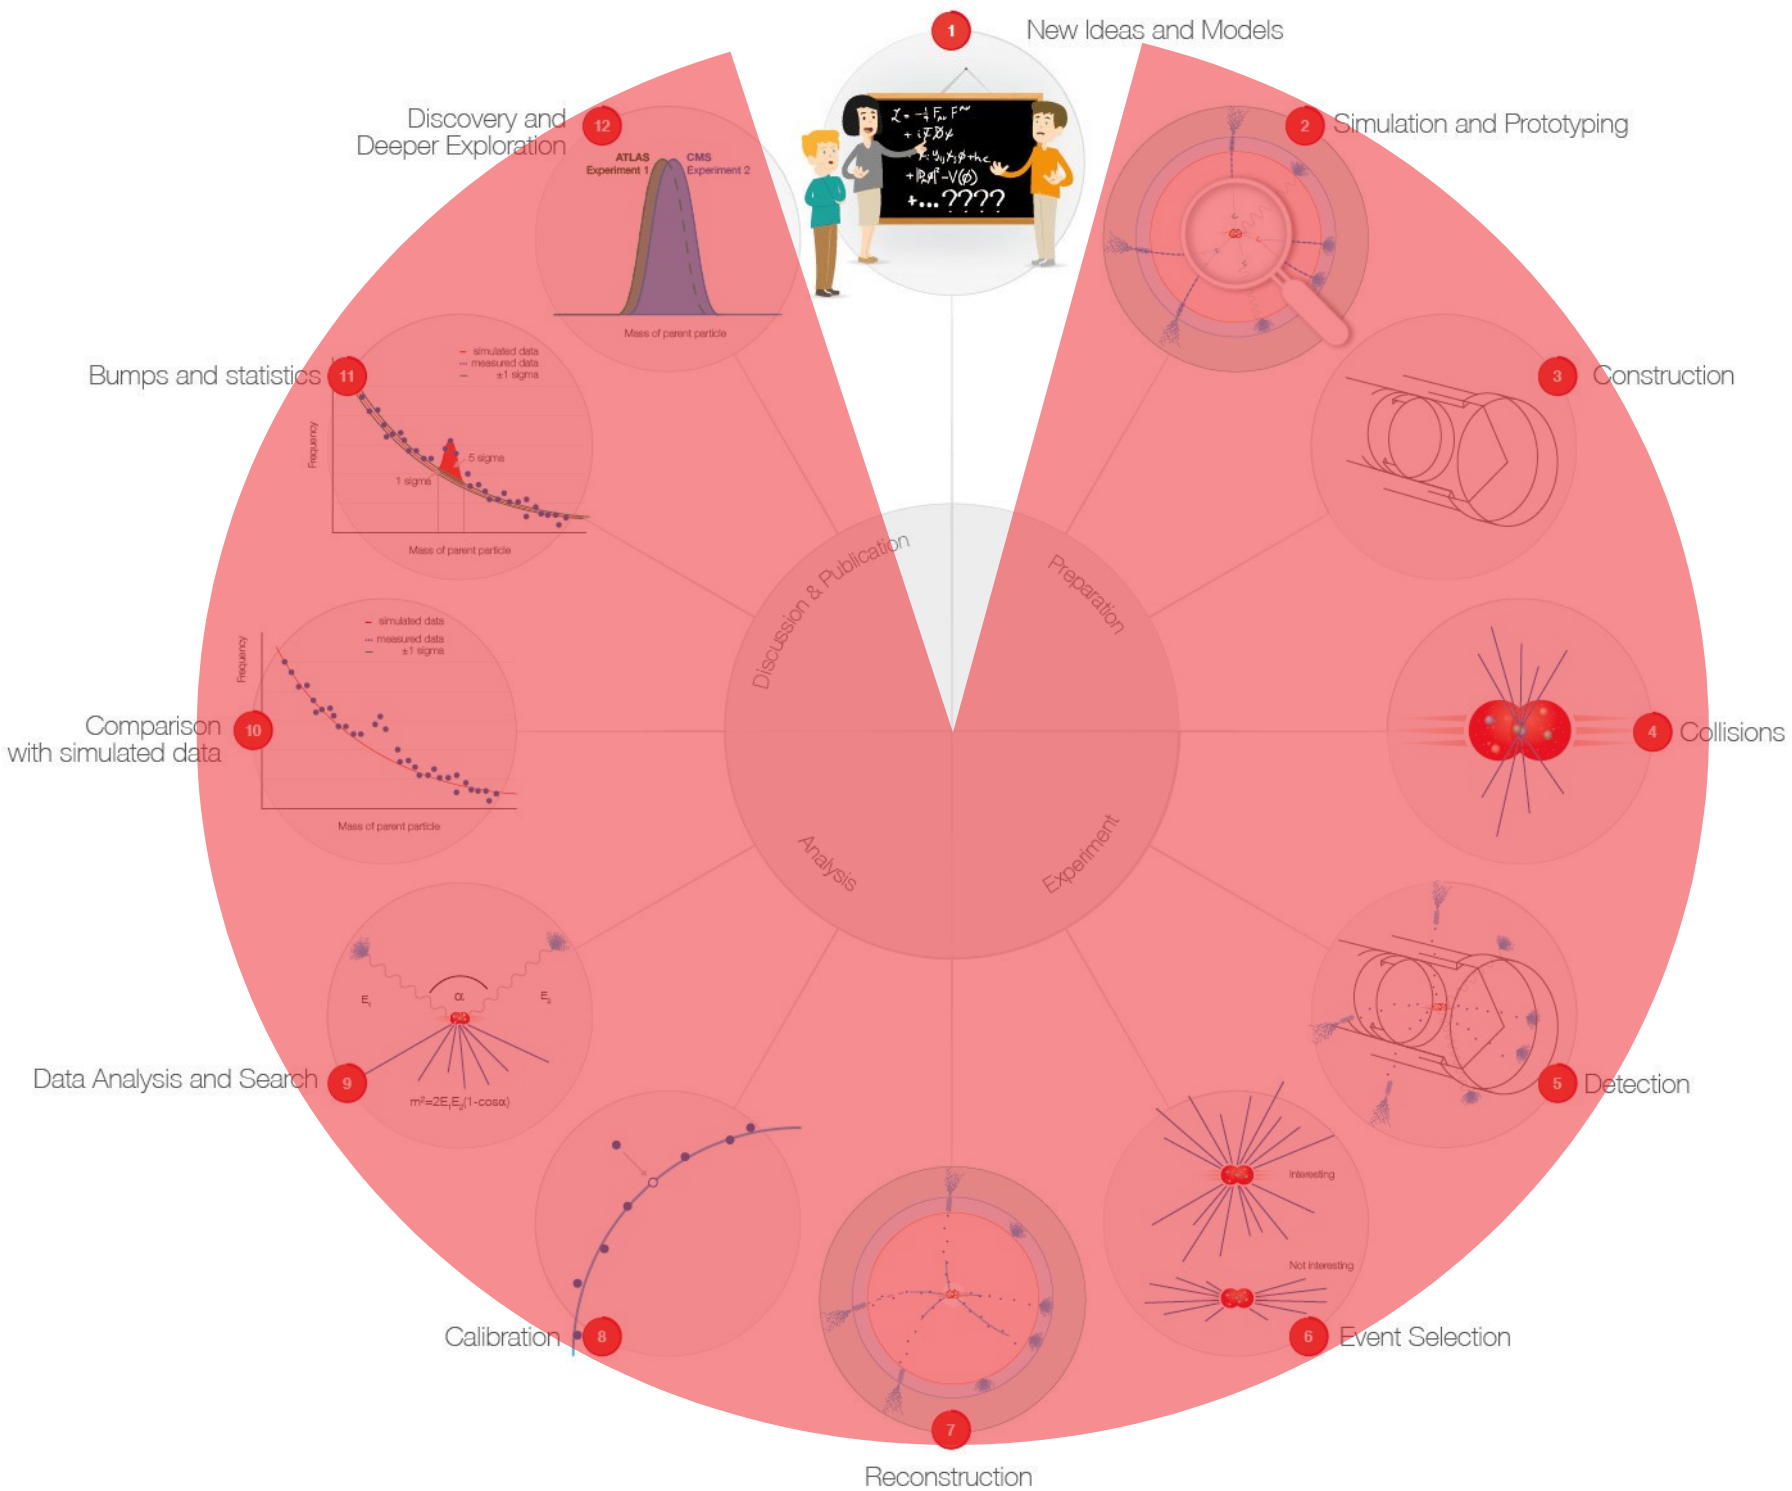 1
New Ideas and Models
+...????
2
Simulation and Prototyping
3
Construction
4
Collisions
5
Detection
Interesting
Not interesting
6
Event Selection
7
Reconstruction
8
Calibration
E₁
α
E₂
m²=2E₁E₂(1-cosα)
9
Data Analysis and Search
simulated data
measured data
±1 sigma
Frequency
Mass of parent particle
10
Comparison
with simulated data
simulated data
measured data
±1 sigma
Frequency
5 sigma
1 sigma
Mass of parent particle
11
Bumps and statistics
12
Discovery and
Deeper Exploration
ATLAS
Experiment 1
CMS
Experiment 2
Mass of parent particle
Discussion & Publication
Preparation
Analysis
Experiment